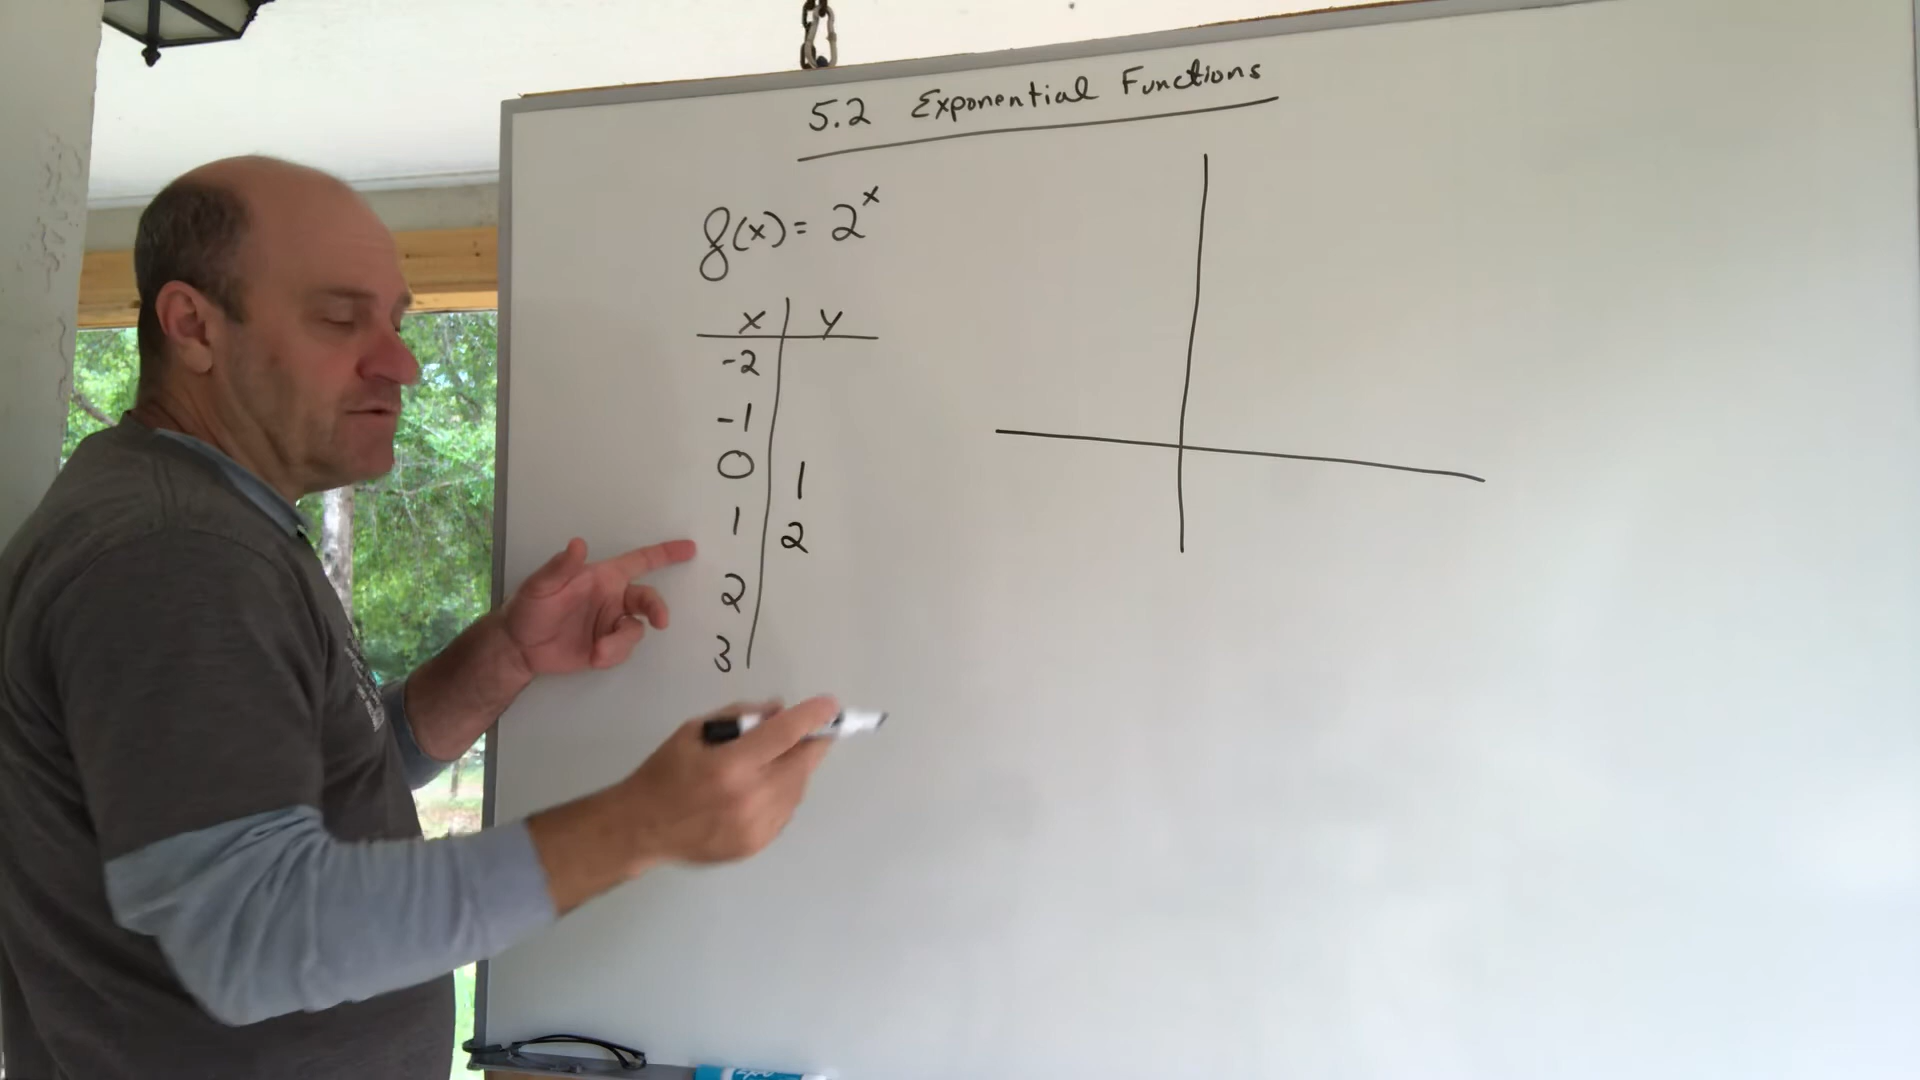 5.2 Exponential Functions
f(x) = 2^x
x y
-2
-1
0 1
1 2
2
3